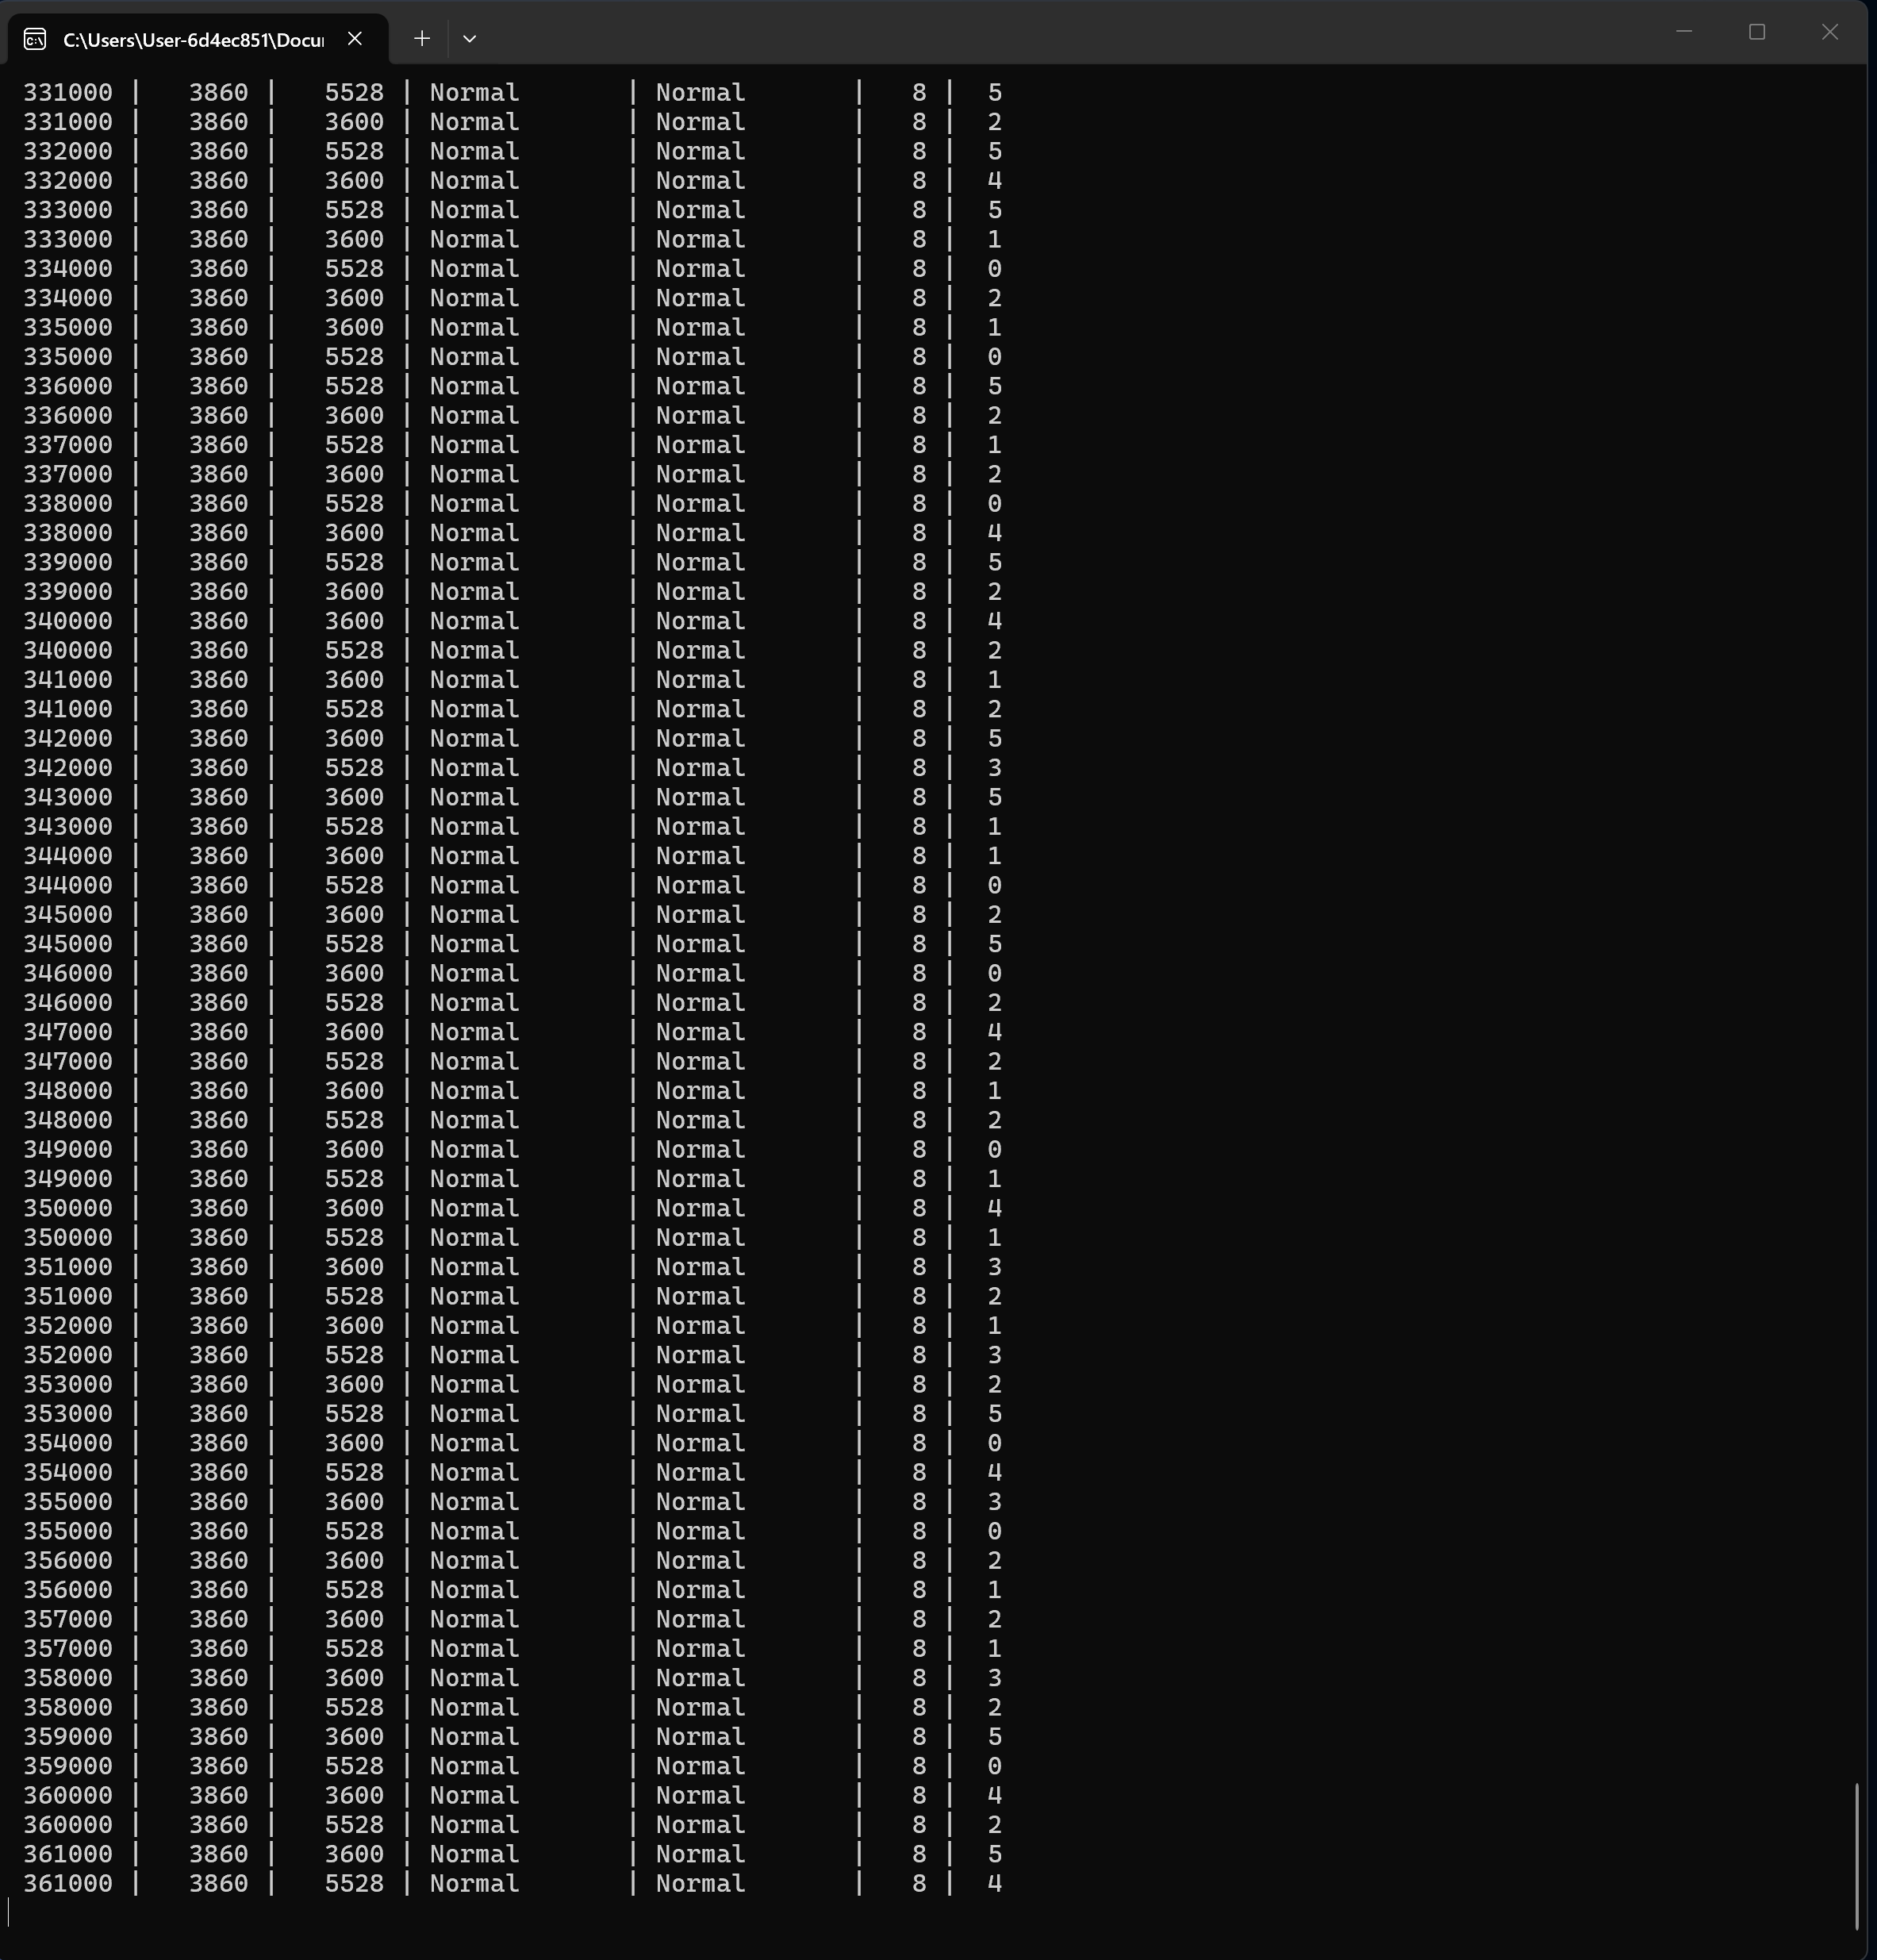 C:\Users\User-6d4ec851\Docu
331000 |   3860 |   5528 | Normal       | Normal       |   8 |  5
331000 |   3860 |   3600 | Normal       | Normal       |   8 |  2
332000 |   3860 |   5528 | Normal       | Normal       |   8 |  5
332000 |   3860 |   3600 | Normal       | Normal       |   8 |  4
333000 |   3860 |   5528 | Normal       | Normal       |   8 |  5
333000 |   3860 |   3600 | Normal       | Normal       |   8 |  1
334000 |   3860 |   5528 | Normal       | Normal       |   8 |  0
334000 |   3860 |   3600 | Normal       | Normal       |   8 |  2
335000 |   3860 |   3600 | Normal       | Normal       |   8 |  1
335000 |   3860 |   5528 | Normal       | Normal       |   8 |  0
336000 |   3860 |   5528 | Normal       | Normal       |   8 |  5
336000 |   3860 |   3600 | Normal       | Normal       |   8 |  2
337000 |   3860 |   5528 | Normal       | Normal       |   8 |  1
337000 |   3860 |   3600 | Normal       | Normal       |   8 |  2
338000 |   3860 |   5528 | Normal       | Normal       |   8 |  0
338000 |   3860 |   3600 | Normal       | Normal       |   8 |  4
339000 |   3860 |   5528 | Normal       | Normal       |   8 |  5
339000 |   3860 |   3600 | Normal       | Normal       |   8 |  2
340000 |   3860 |   3600 | Normal       | Normal       |   8 |  4
340000 |   3860 |   5528 | Normal       | Normal       |   8 |  2
341000 |   3860 |   3600 | Normal       | Normal       |   8 |  1
341000 |   3860 |   5528 | Normal       | Normal       |   8 |  2
342000 |   3860 |   3600 | Normal       | Normal       |   8 |  5
342000 |   3860 |   5528 | Normal       | Normal       |   8 |  3
343000 |   3860 |   3600 | Normal       | Normal       |   8 |  5
343000 |   3860 |   5528 | Normal       | Normal       |   8 |  1
344000 |   3860 |   3600 | Normal       | Normal       |   8 |  1
344000 |   3860 |   5528 | Normal       | Normal       |   8 |  0
345000 |   3860 |   3600 | Normal       | Normal       |   8 |  2
345000 |   3860 |   5528 | Normal       | Normal       |   8 |  5
346000 |   3860 |   3600 | Normal       | Normal       |   8 |  0
346000 |   3860 |   5528 | Normal       | Normal       |   8 |  2
347000 |   3860 |   3600 | Normal       | Normal       |   8 |  4
347000 |   3860 |   5528 | Normal       | Normal       |   8 |  2
348000 |   3860 |   3600 | Normal       | Normal       |   8 |  1
348000 |   3860 |   5528 | Normal       | Normal       |   8 |  2
349000 |   3860 |   3600 | Normal       | Normal       |   8 |  0
349000 |   3860 |   5528 | Normal       | Normal       |   8 |  1
350000 |   3860 |   3600 | Normal       | Normal       |   8 |  4
350000 |   3860 |   5528 | Normal       | Normal       |   8 |  1
351000 |   3860 |   3600 | Normal       | Normal       |   8 |  3
351000 |   3860 |   5528 | Normal       | Normal       |   8 |  2
352000 |   3860 |   3600 | Normal       | Normal       |   8 |  1
352000 |   3860 |   5528 | Normal       | Normal       |   8 |  3
353000 |   3860 |   3600 | Normal       | Normal       |   8 |  2
353000 |   3860 |   5528 | Normal       | Normal       |   8 |  5
354000 |   3860 |   3600 | Normal       | Normal       |   8 |  0
354000 |   3860 |   5528 | Normal       | Normal       |   8 |  4
355000 |   3860 |   3600 | Normal       | Normal       |   8 |  3
355000 |   3860 |   5528 | Normal       | Normal       |   8 |  0
356000 |   3860 |   3600 | Normal       | Normal       |   8 |  2
356000 |   3860 |   5528 | Normal       | Normal       |   8 |  1
357000 |   3860 |   3600 | Normal       | Normal       |   8 |  2
357000 |   3860 |   5528 | Normal       | Normal       |   8 |  1
358000 |   3860 |   3600 | Normal       | Normal       |   8 |  3
358000 |   3860 |   5528 | Normal       | Normal       |   8 |  2
359000 |   3860 |   3600 | Normal       | Normal       |   8 |  5
359000 |   3860 |   5528 | Normal       | Normal       |   8 |  0
360000 |   3860 |   3600 | Normal       | Normal       |   8 |  4
360000 |   3860 |   5528 | Normal       | Normal       |   8 |  2
361000 |   3860 |   3600 | Normal       | Normal       |   8 |  5
361000 |   3860 |   5528 | Normal       | Normal       |   8 |  4